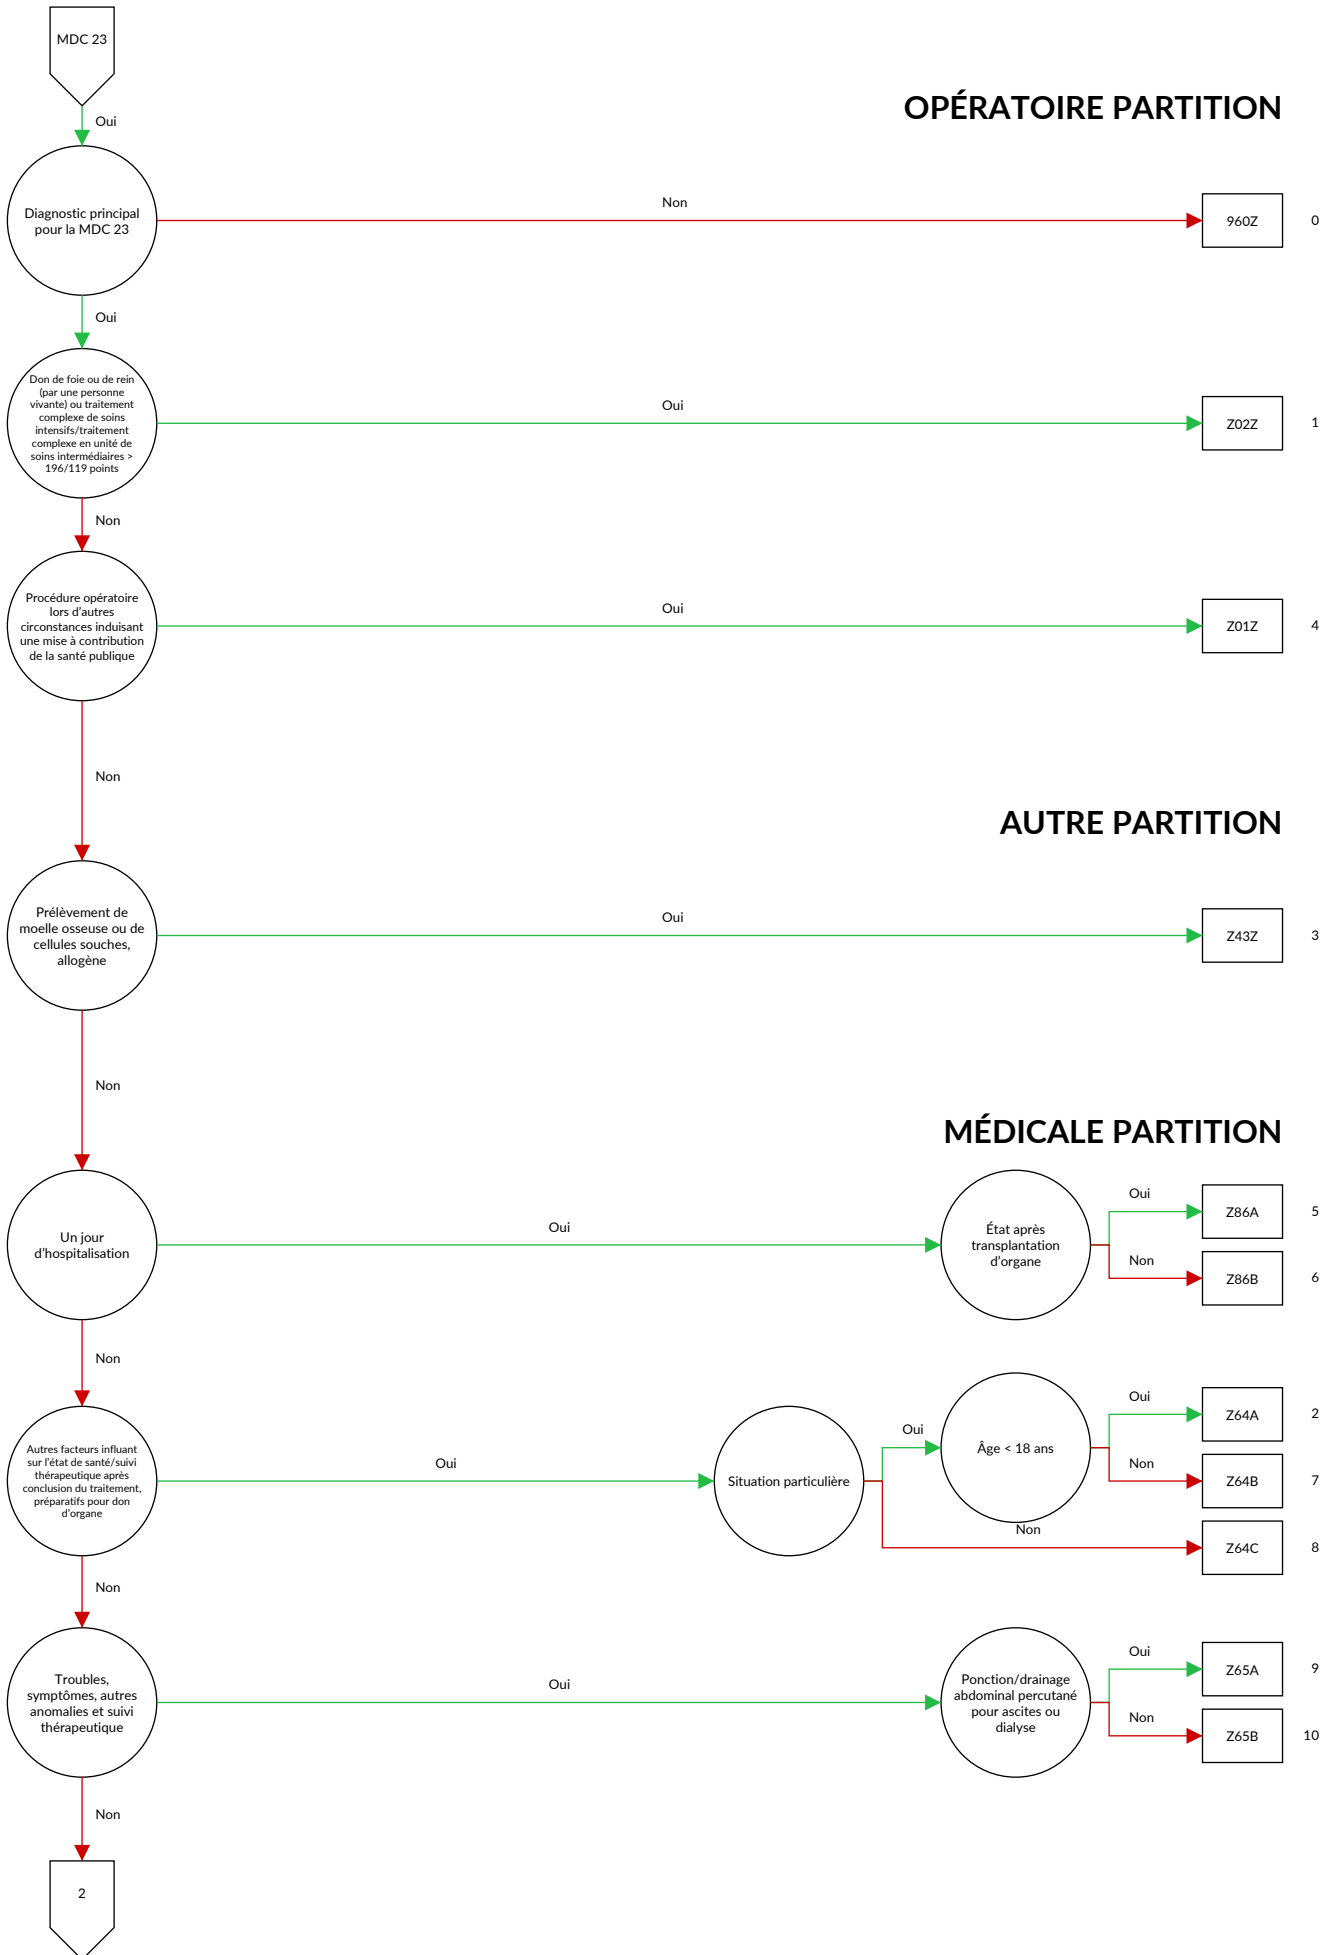 MDC 23
OPÉRATOIRE PARTITION
Oui
Diagnostic principal
pour la MDC 23
Non
960Z
0
Oui
Don de foie ou de rein
(par une personne
vivante) ou traitement
complexe de soins
intensifs/traitement
complexe en unité de
soins intermédiaires >
196/119 points
Oui
Z02Z
1
Non
Procédure opératoire
lors d'autres
circonstances induisant
une mise à contribution
de la santé publique
Oui
Z01Z
4
Non
AUTRE PARTITION
Prélèvement de
moelle osseuse ou de
cellules souches,
allogène
Oui
Z43Z
3
Non
MÉDICALE PARTITION
Un jour
d'hospitalisation
Oui
État après
transplantation
d'organe
Oui
Z86A
5
Non
Z86B
6
Non
Autres facteurs influant
sur l'état de santé/suivi
thérapeutique après
conclusion du traitement,
préparatifs pour don
d'organe
Oui
Situation particulière
Oui
Âge < 18 ans
Oui
Z64A
2
Non
Z64B
7
Non
Z64C
8
Non
Troubles,
symptômes, autres
anomalies et suivi
thérapeutique
Oui
Ponction/drainage
abdominal percutané
pour ascites ou
dialyse
Oui
Z65A
9
Non
Z65B
10
Non
2